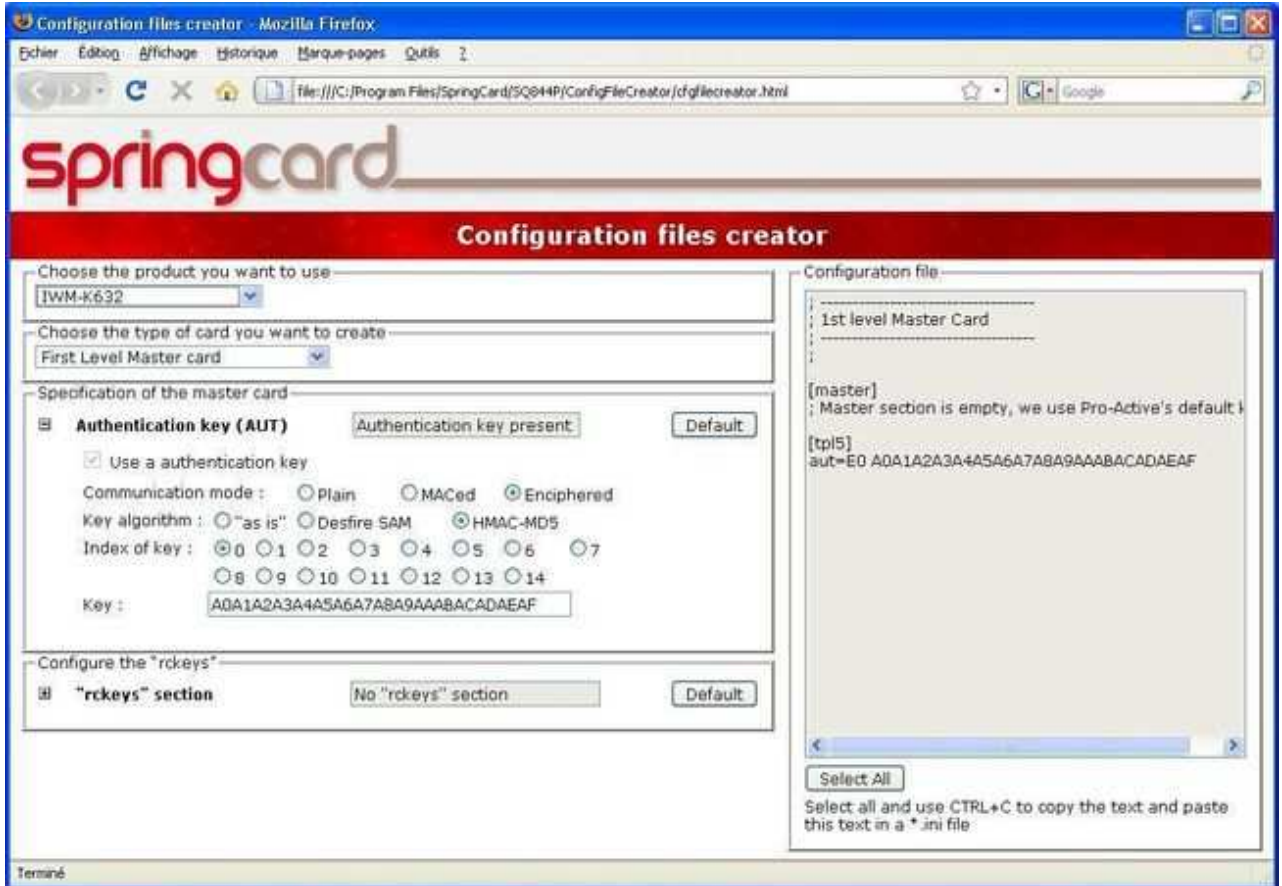 Configuration files creator - Mozilla Firefox
Fichier Édition Affichage Historique Marque-pages Outils ?
file:///C:/Program Files/SpringCard/SQ844P/ConfigFileCreator/cfgfilecreator.html
Google
springcard
Configuration files creator
Choose the product you want to use
IWM-K632
Choose the type of card you want to create
First Level Master card
Specification of the master card
Authentication key (AUT) Authentication key present Default
Use a authentication key
Communication mode : Plain MACed Enciphered
Key algorithm : "as is" Desfire SAM HMAC-MD5
Index of key : 0 1 2 3 4 5 6 7
8 9 10 11 12 13 14
Key : A0A1A2A3A4A5A6A7A8A9AAABACADAEAF
Configure the "rckeys"
"rckeys" section No "rckeys" section Default
Configuration file
; -----------------------------------
; 1st level Master Card
; -----------------------------------
;
[master]
; Master section is empty, we use Pro-Active's default k
[tpl5]
aut=E0 A0A1A2A3A4A5A6A7A8A9AAABACADAEAF
Select All
Select all and use CTRL+C to copy the text and paste
this text in a *.ini file
Terminé